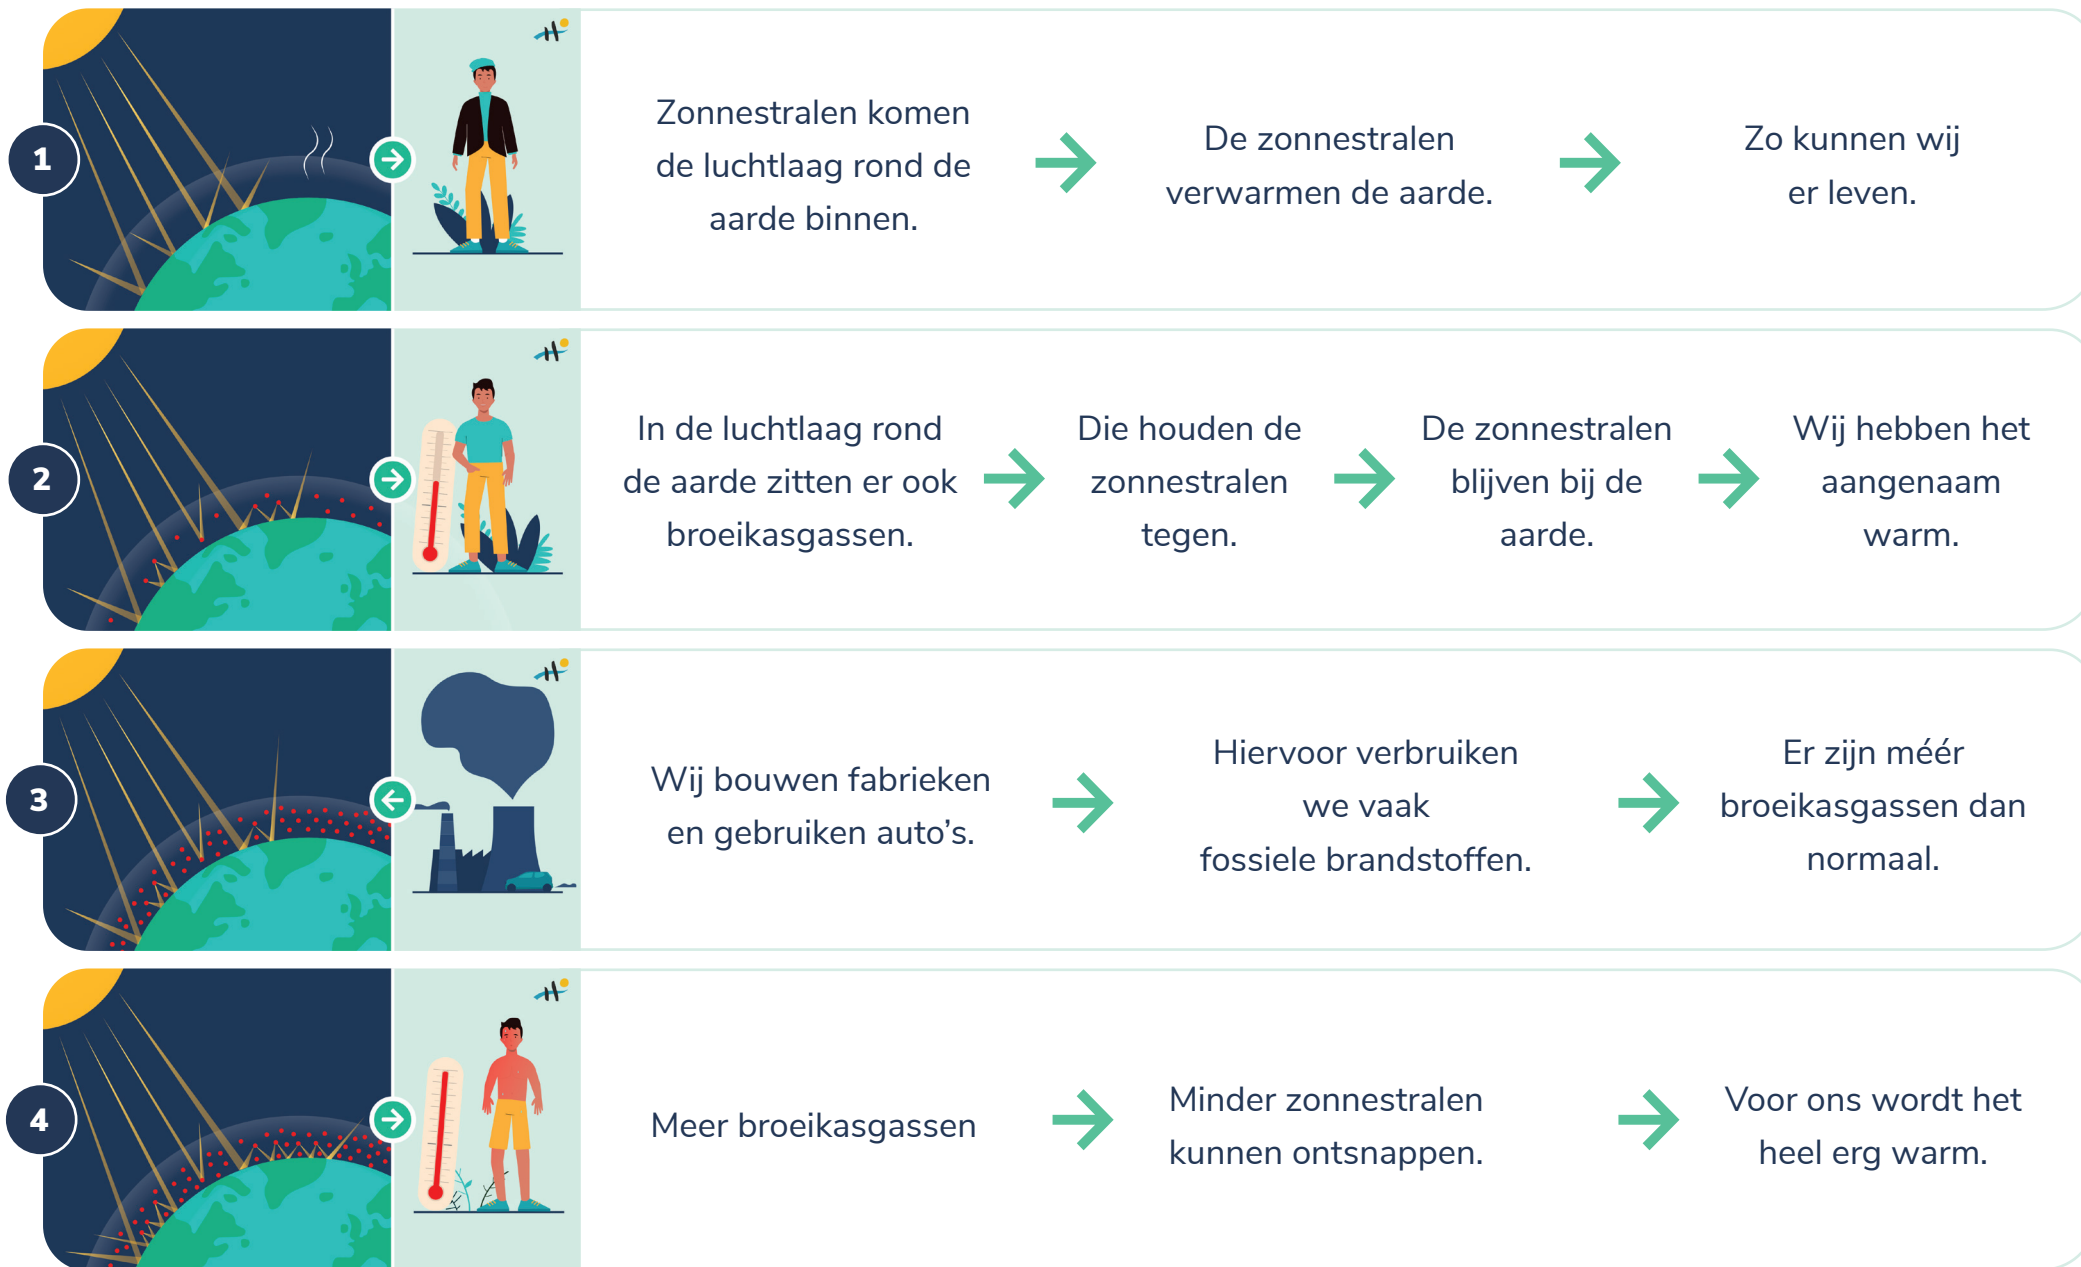 1
Zonnestralen komen
de luchtlaag rond de
aarde binnen.
De zonnestralen
verwarmen de aarde.
Zo kunnen wij
er leven.
2
In de luchtlaag rond
de aarde zitten er ook
broeikasgassen.
Die houden de
zonnestralen
tegen.
De zonnestralen
blijven bij de
aarde.
Wij hebben het
aangenaam
warm.
3
Wij bouwen fabrieken
en gebruiken auto’s.
Hiervoor verbruiken
we vaak
fossiele brandstoffen.
Er zijn méér
broeikasgassen dan
normaal.
4
Meer broeikasgassen
Minder zonnestralen
kunnen ontsnappen.
Voor ons wordt het
heel erg warm.